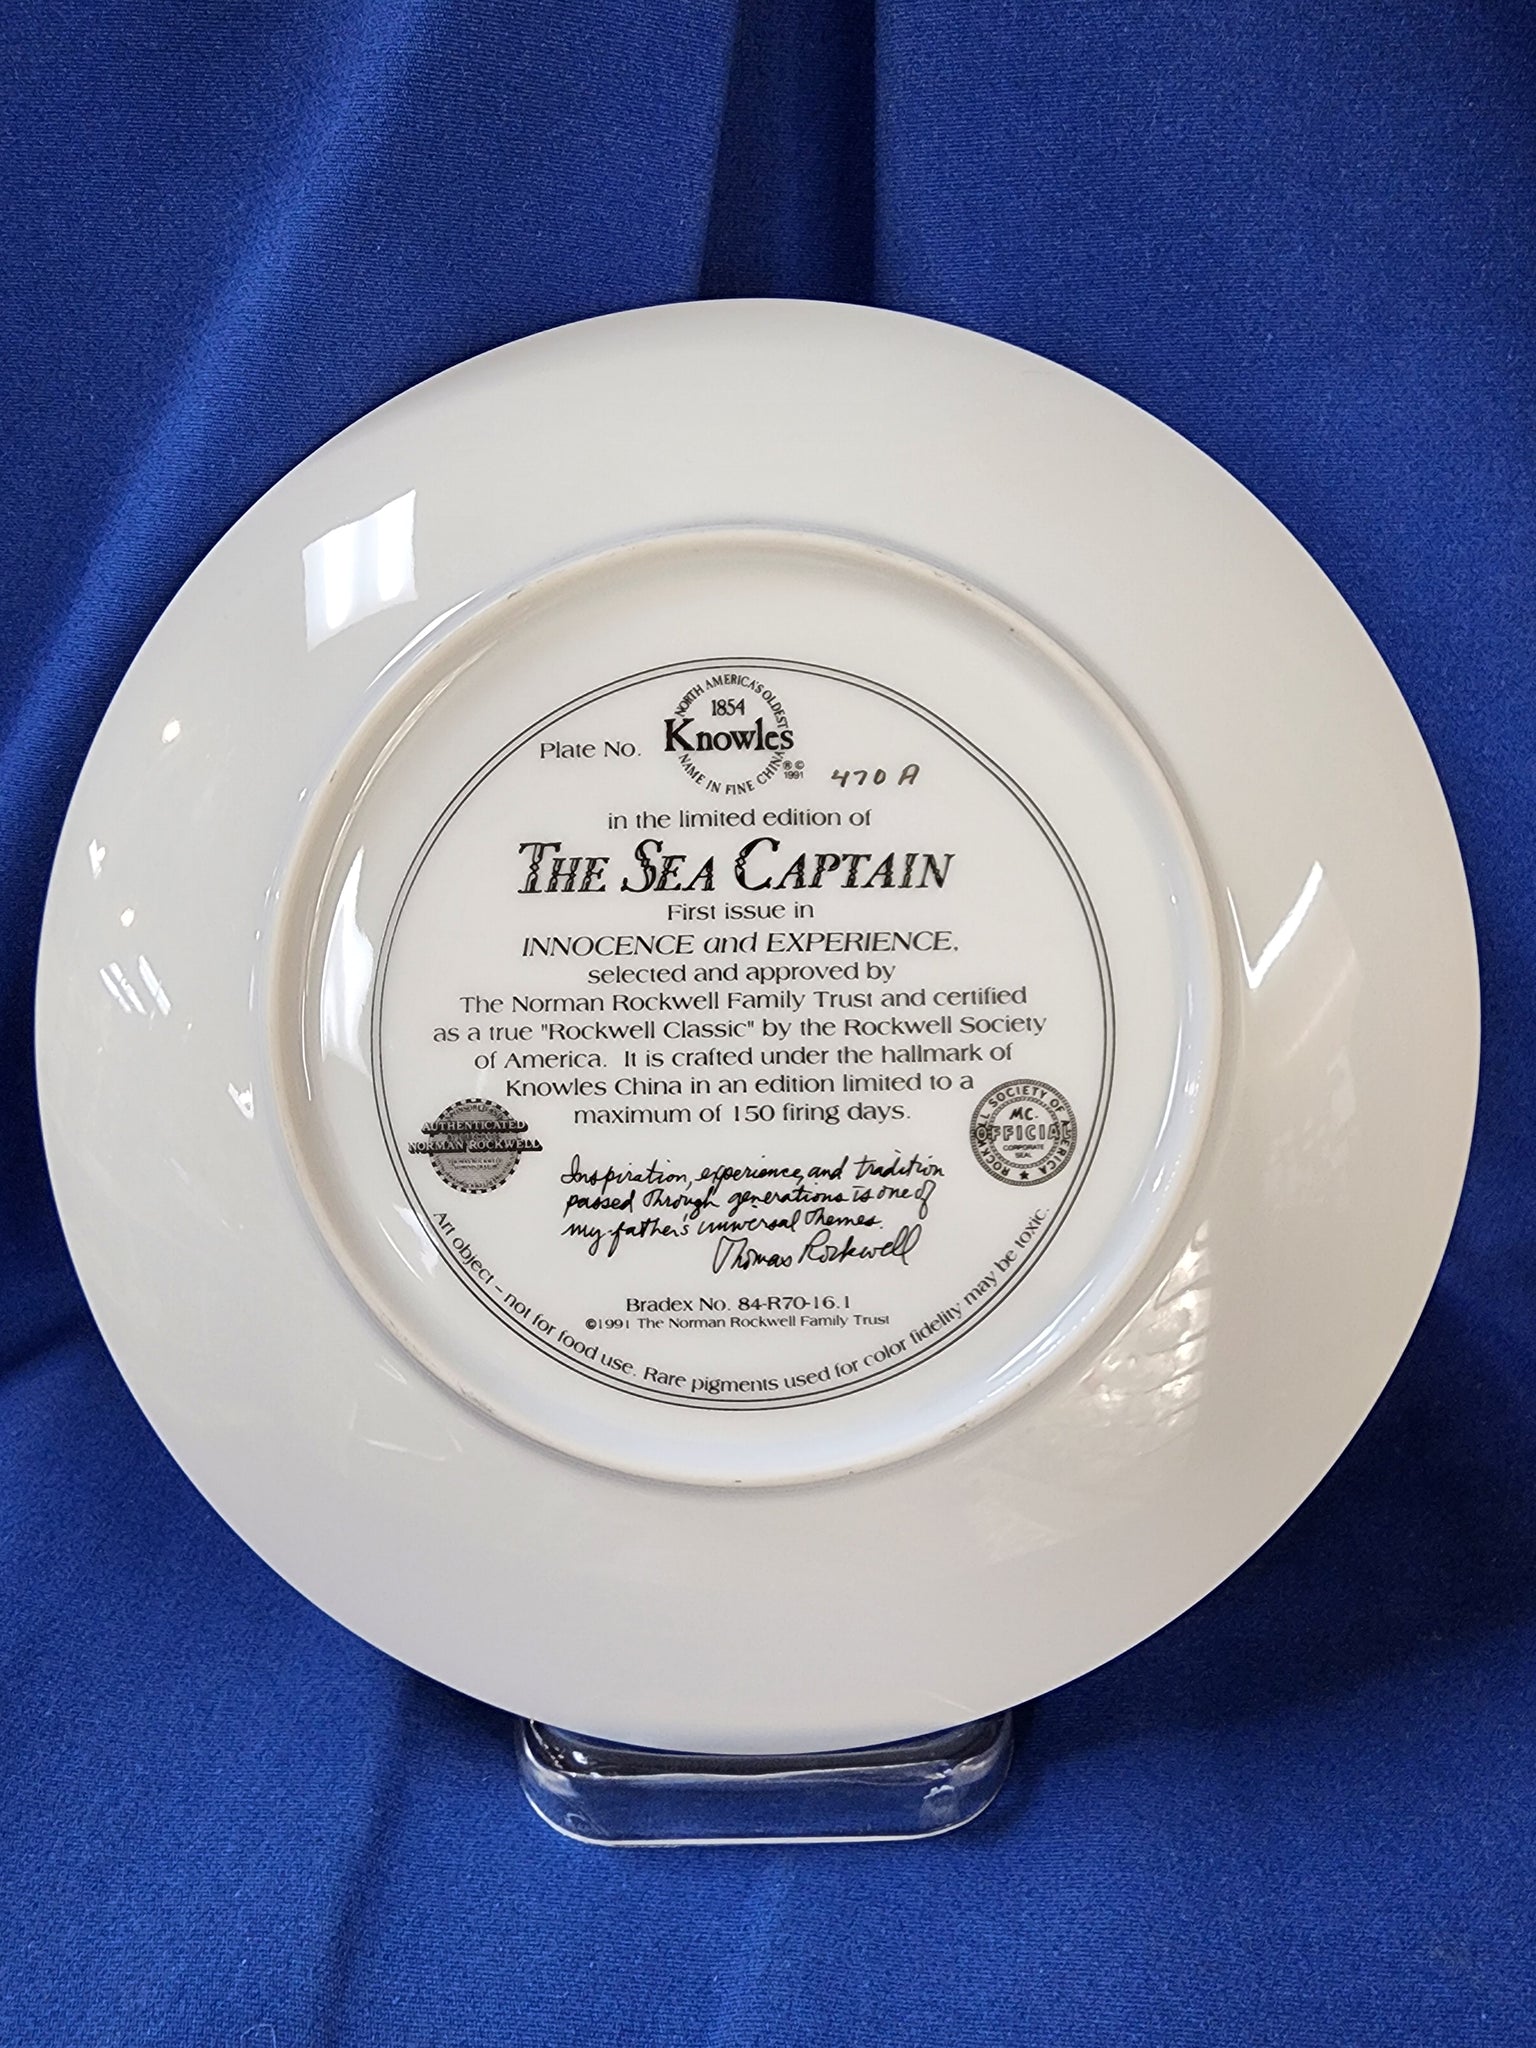 NORTH AMERICA'S OLDEST
1854
Knowles
NAME IN FINE CHINA
® ©
1991
Plate No.
470 A
in the limited edition of
THE SEA CAPTAIN
First issue in
INNOCENCE and EXPERIENCE,
selected and approved by
The Norman Rockwell Family Trust and certified
as a true "Rockwell Classic" by the Rockwell Society
of America. It is crafted under the hallmark of
Knowles China in an edition limited to a
maximum of 150 firing days.
AUTHENTICATED
NORMAN ROCKWELL
ROCKWELL SOCIETY OF AMERICA
MC.
OFFICIAL
CORPORATE
SEAL
Inspiration, experience, and tradition
passed through generations is one of
my father's universal themes.
Thomas Rockwell
Bradex No. 84-R70-16.1
©1991 The Norman Rockwell Family Trust
Art object – not for food use. Rare pigments used for color fidelity may be toxic.